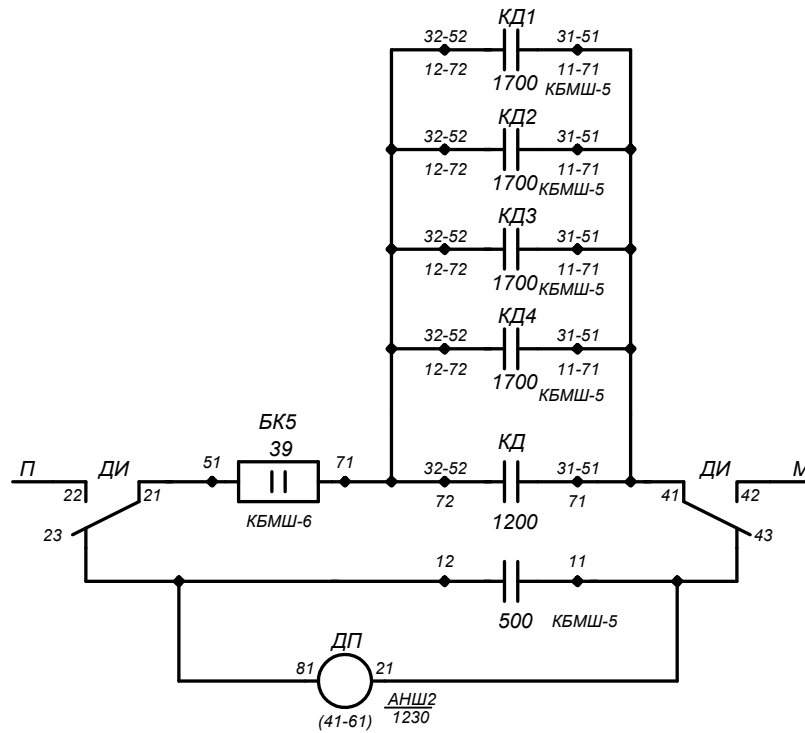 КД1
32-52 31-51
12-72 11-71
1700 КБМШ-5
КД2
32-52 31-51
12-72 11-71
1700 КБМШ-5
КД3
32-52 31-51
12-72 11-71
1700 КБМШ-5
КД4
32-52 31-51
12-72 11-71
1700 КБМШ-5
БК5
39
П ДИ 51 71 32-52 КД 31-51 ДИ М
22 21 72 71 41 42
23 КБМШ-6 1200 43
12 11
500 КБМШ-5
ДП
81 21
АНШ2
(41-61) 1230